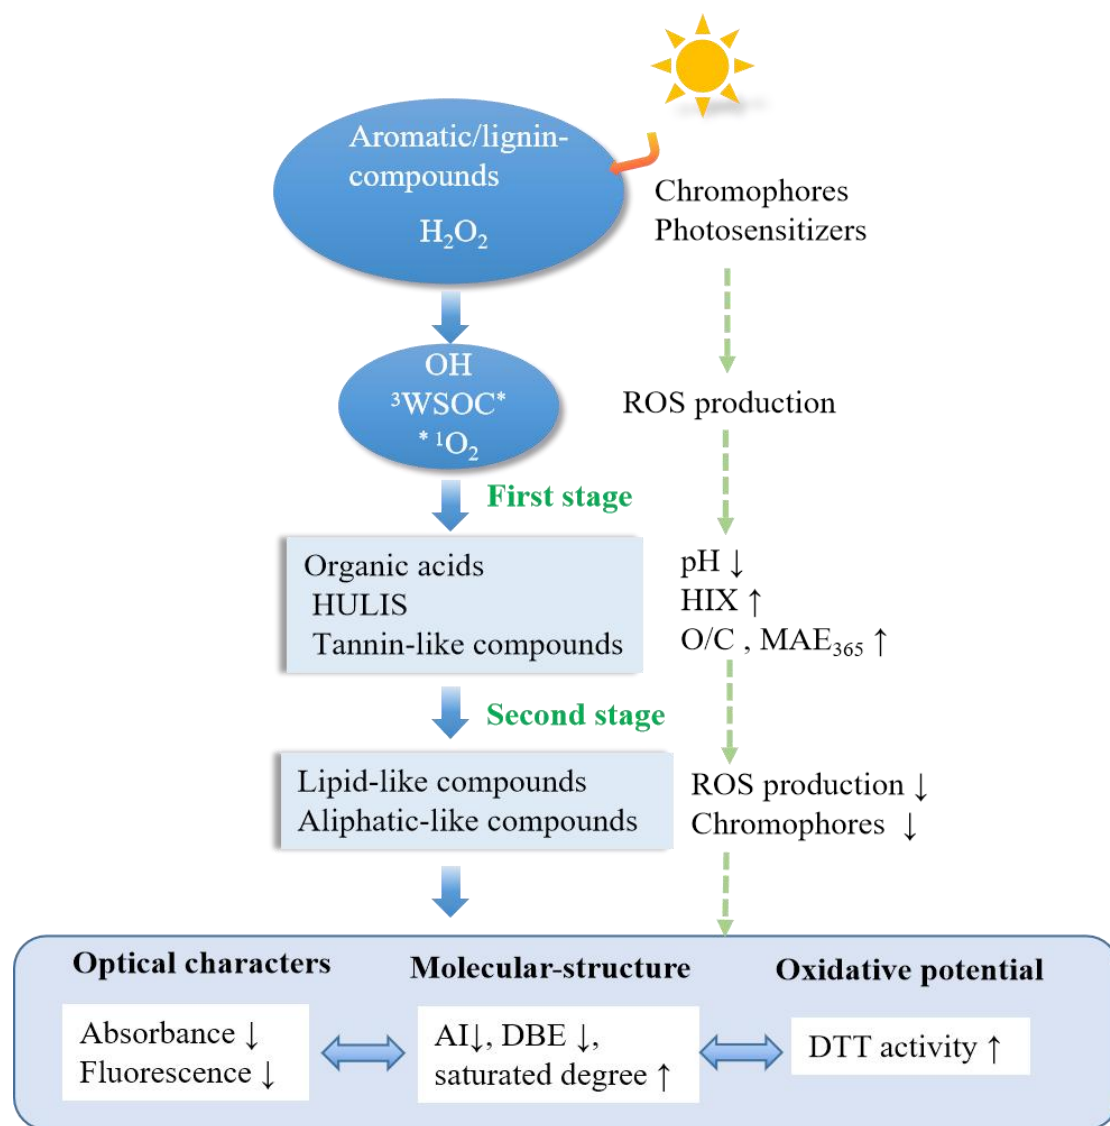 Aromatic/lignin-
compounds
H₂O₂
Chromophores
Photosensitizers
OH
³WSOC*
* ¹O₂
ROS production
First stage
Organic acids
HULIS
Tannin-like compounds
pH ↓
HIX ↑
O/C , MAE₃₆₅ ↑
Second stage
Lipid-like compounds
Aliphatic-like compounds
ROS production ↓
Chromophores ↓
Optical characters
Absorbance ↓
Fluorescence ↓
Molecular-structure
AI↓, DBE ↓,
saturated degree ↑
Oxidative potential
DTT activity ↑